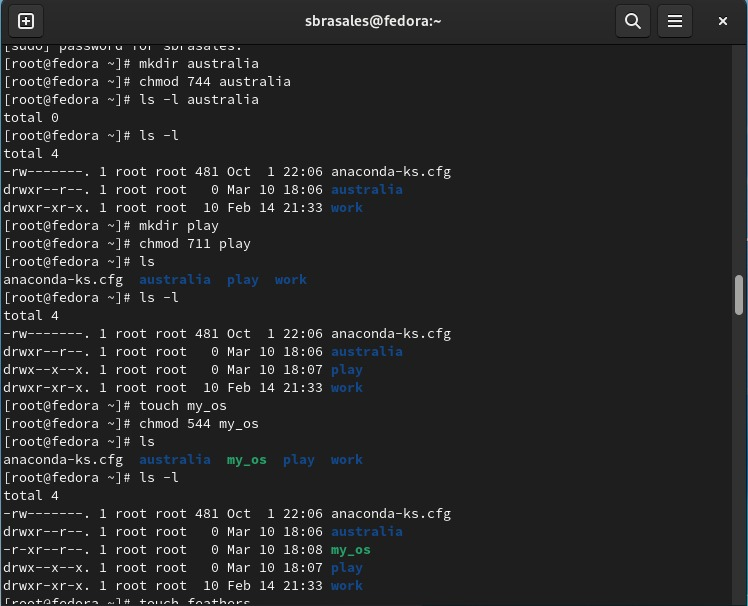 sbrasales@fedora:~
[sudo] password for sbrasales:
[root@fedora ~]# mkdir australia
[root@fedora ~]# chmod 744 australia
[root@fedora ~]# ls -l australia
total 0
[root@fedora ~]# ls -l
total 4
-rw-------. 1 root root 481 Oct  1 22:06 anaconda-ks.cfg
drwxr--r--. 1 root root   0 Mar 10 18:06 australia
drwxr-xr-x. 1 root root  10 Feb 14 21:33 work
[root@fedora ~]# mkdir play
[root@fedora ~]# chmod 711 play
[root@fedora ~]# ls
anaconda-ks.cfg  australia  play  work
[root@fedora ~]# ls -l
total 4
-rw-------. 1 root root 481 Oct  1 22:06 anaconda-ks.cfg
drwxr--r--. 1 root root   0 Mar 10 18:06 australia
drwx--x--x. 1 root root   0 Mar 10 18:07 play
drwxr-xr-x. 1 root root  10 Feb 14 21:33 work
[root@fedora ~]# touch my_os
[root@fedora ~]# chmod 544 my_os
[root@fedora ~]# ls
anaconda-ks.cfg  australia  my_os  play  work
[root@fedora ~]# ls -l
total 4
-rw-------. 1 root root 481 Oct  1 22:06 anaconda-ks.cfg
drwxr--r--. 1 root root   0 Mar 10 18:06 australia
-r-xr--r--. 1 root root   0 Mar 10 18:08 my_os
drwx--x--x. 1 root root   0 Mar 10 18:07 play
drwxr-xr-x. 1 root root  10 Feb 14 21:33 work
[root@fedora ~]# touch feathers